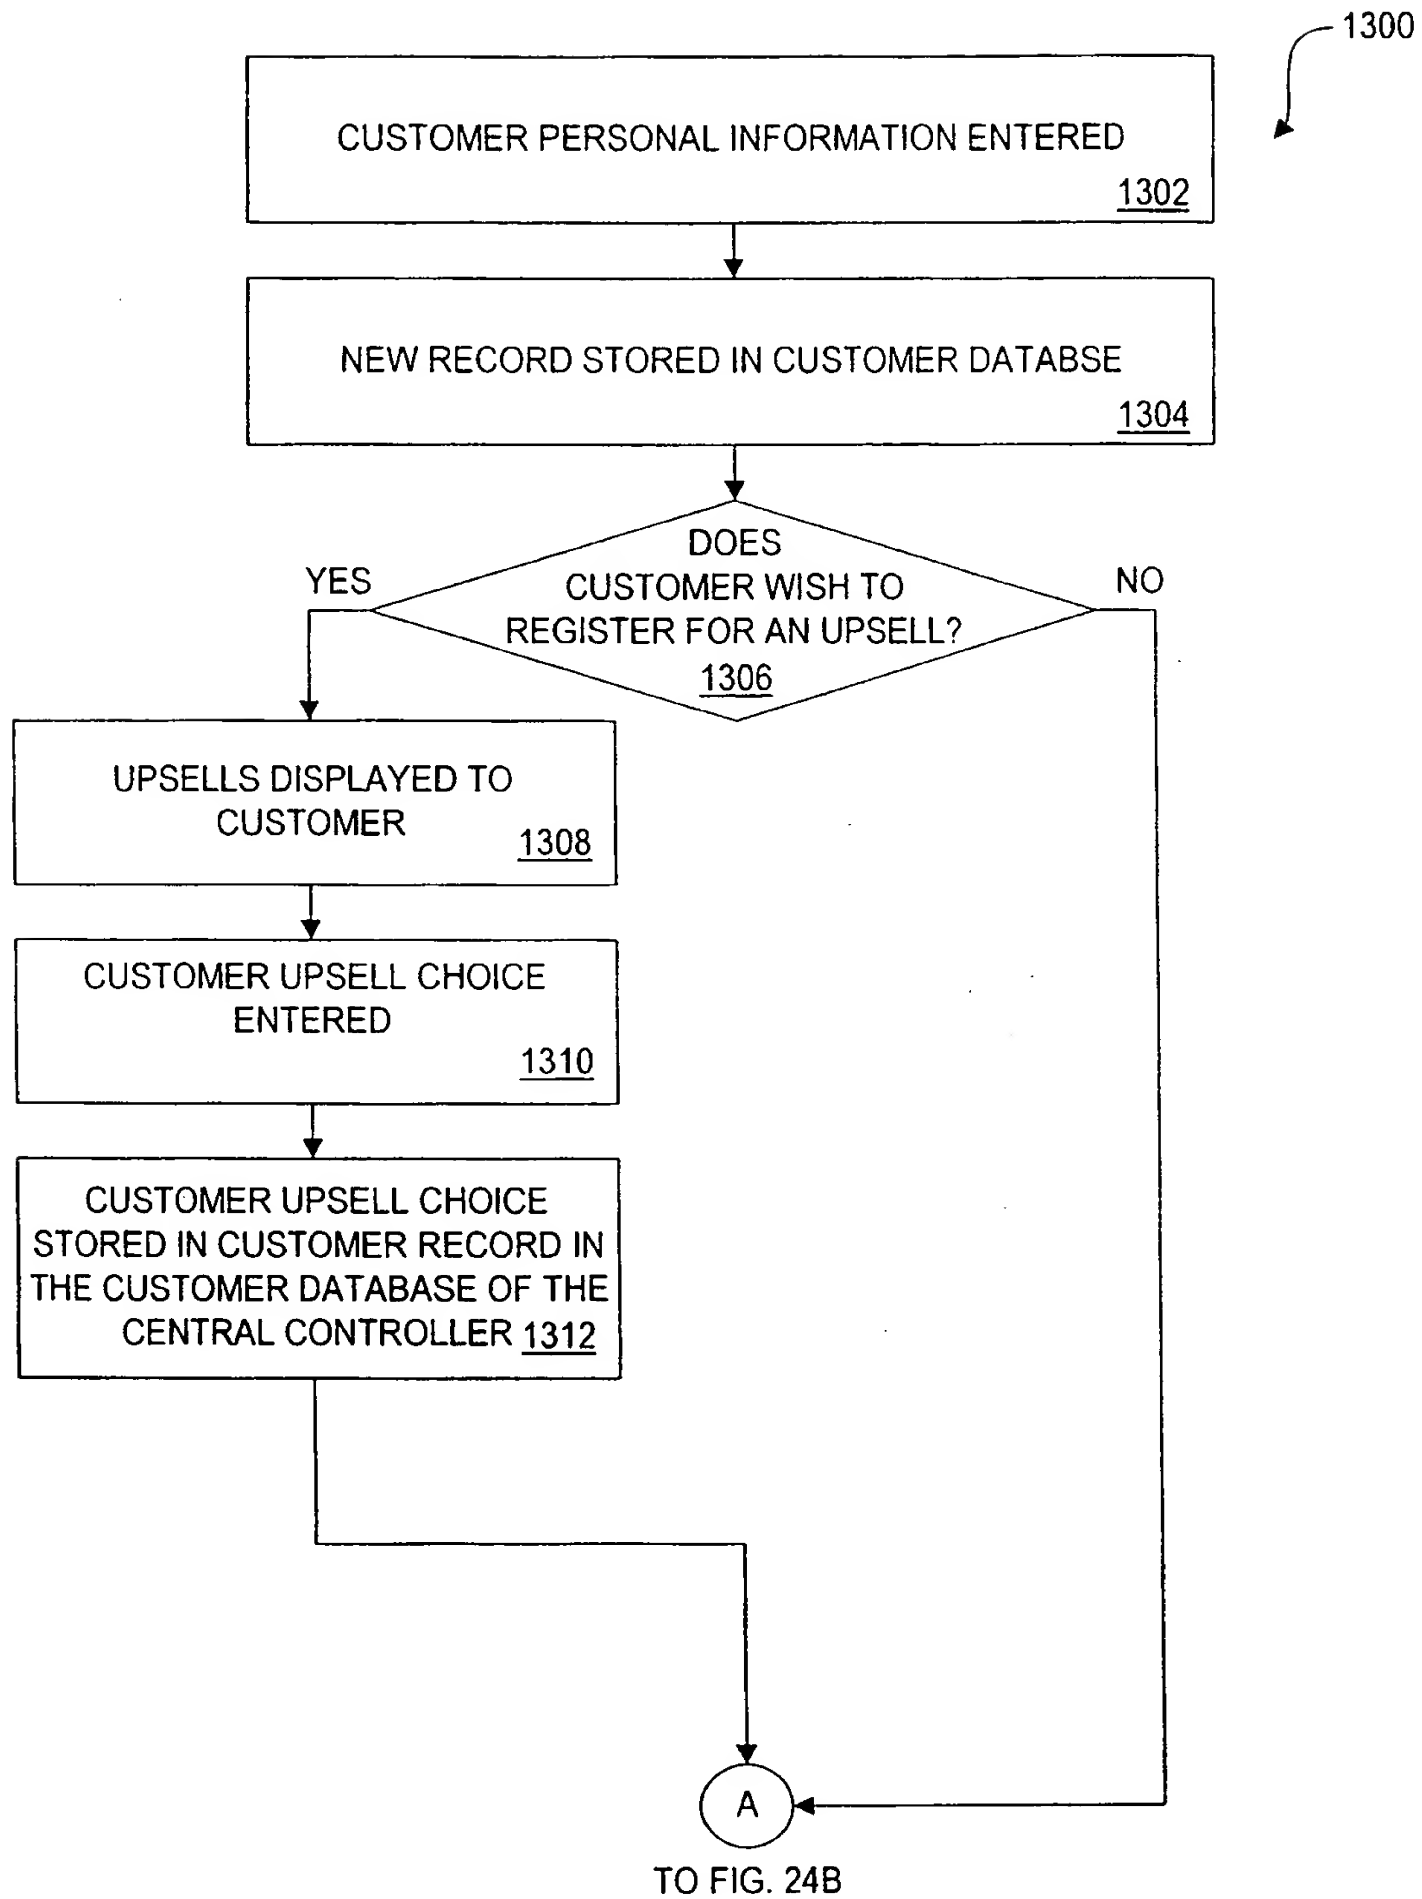 1300
CUSTOMER PERSONAL INFORMATION ENTERED
1302
NEW RECORD STORED IN CUSTOMER DATABSE
1304
DOES
CUSTOMER WISH TO
REGISTER FOR AN UPSELL?
1306
YES
NO
UPSELLS DISPLAYED TO
CUSTOMER
1308
CUSTOMER UPSELL CHOICE
ENTERED
1310
CUSTOMER UPSELL CHOICE
STORED IN CUSTOMER RECORD IN
THE CUSTOMER DATABASE OF THE
CENTRAL CONTROLLER 1312
A
TO FIG. 24B